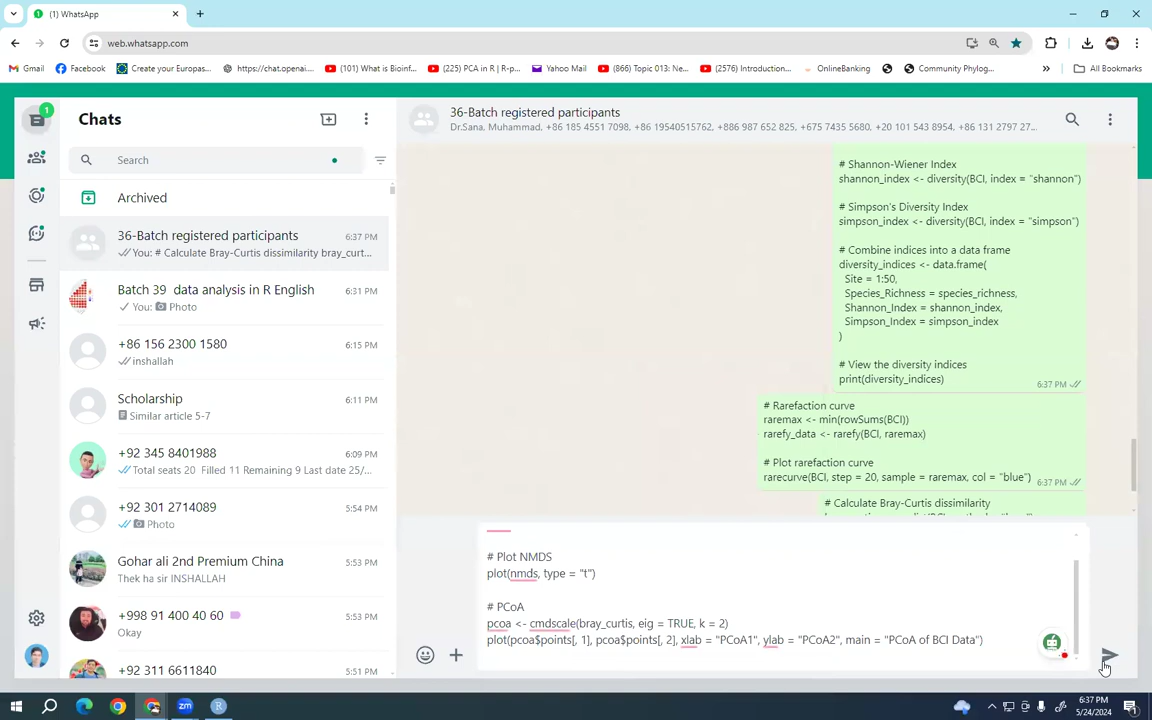 (1) WhatsApp
web.whatsapp.com
Gmail
Facebook
Create your Europas...
https://chat.openai....
(101) What is Bioinf...
(225) PCA in R | R-p...
Yahoo Mail
(866) Topic 013: Ne...
(2576) Introduction...
OnlineBanking
Community Phylog...
»
All Bookmarks
1
Chats
Search
Archived
36-Batch registered participants
6:37 PM
You: # Calculate Bray-Curtis dissimilarity bray_curt...
Batch 39 data analysis in R English
6:31 PM
You: Photo
+86 156 2300 1580
6:15 PM
inshallah
Scholarship
6:11 PM
Similar article 5-7
+92 345 8401988
6:09 PM
Total seats 20 Filled 11 Remaining 9 Last date 25/...
+92 301 2714089
5:54 PM
Photo
Gohar ali 2nd Premium China
5:53 PM
Thek ha sir INSHALLAH
+998 91 400 40 60
5:53 PM
Okay
+92 311 6611840
5:51 PM
36-Batch registered participants
Dr.Sana, Muhammad, +86 185 4551 7098, +86 19540515762, +886 987 652 825, +675 7435 5680, +20 101 543 8954, +86 131 2797 27...
# Shannon-Wiener Index
shannon_index <- diversity(BCI, index = "shannon")
# Simpson's Diversity Index
simpson_index <- diversity(BCI, index = "simpson")
# Combine indices into a data frame
diversity_indices <- data.frame(
Site = 1:50,
Species_Richness = species_richness,
Shannon_Index = shannon_index,
Simpson_Index = simpson_index
)
# View the diversity indices
print(diversity_indices)
6:37 PM
# Rarefaction curve
raremax <- min(rowSums(BCI))
rarefy_data <- rarefy(BCI, raremax)
# Plot rarefaction curve
rarecurve(BCI, step = 20, sample = raremax, col = "blue")
6:37 PM
# Calculate Bray-Curtis dissimilarity
# Plot NMDS
plot(nmds, type = "t")
# PCoA
pcoa <- cmdscale(bray_curtis, eig = TRUE, k = 2)
plot(pcoa$points[, 1], pcoa$points[, 2], xlab = "PCoA1", ylab = "PCoA2", main = "PCoA of BCI Data")
6:37 PM
5/24/2024